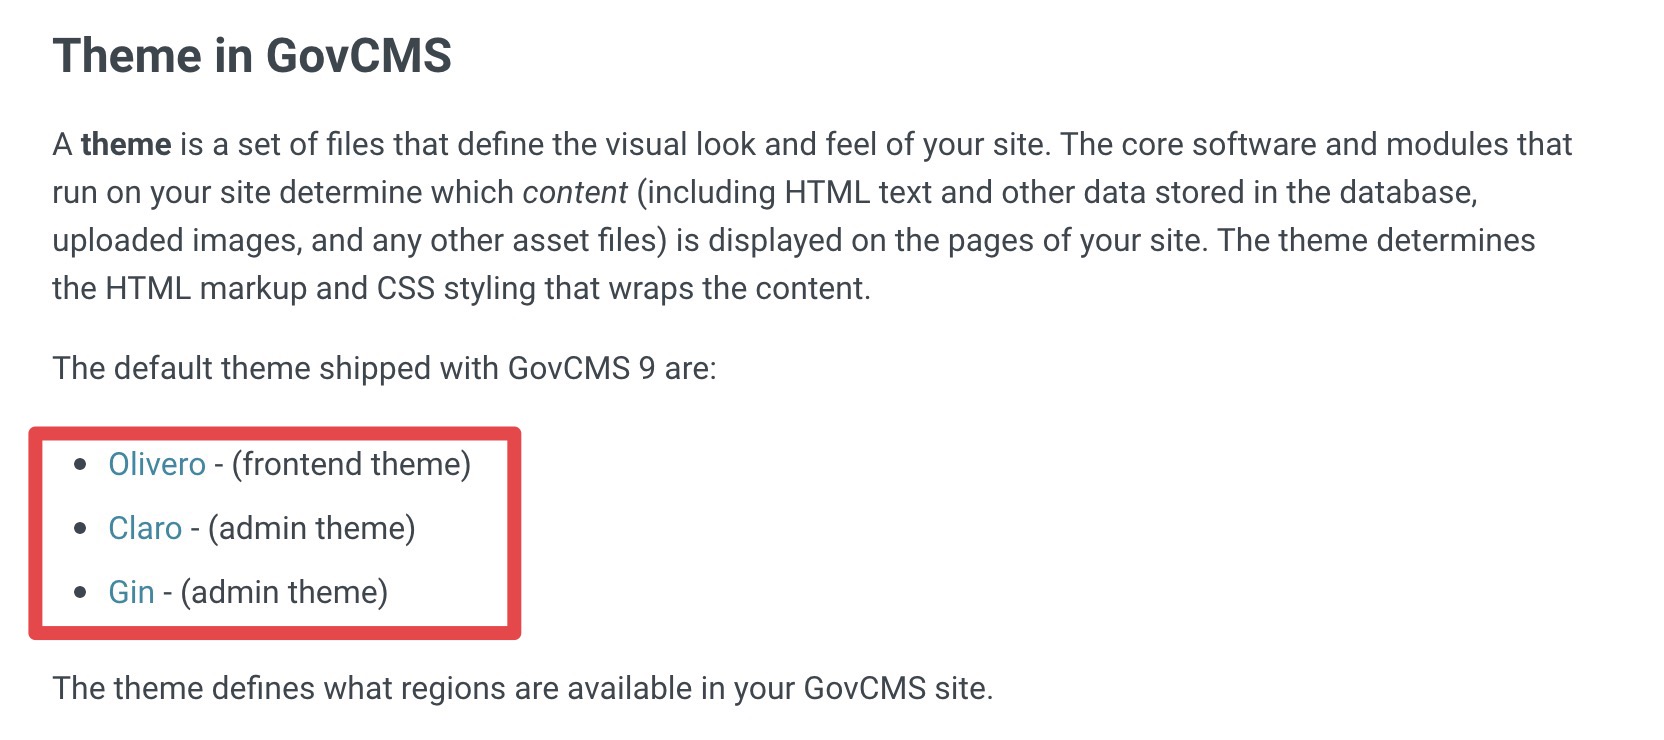 Theme in GovCMS
A theme is a set of files that define the visual look and feel of your site. The core software and modules that
run on your site determine which content (including HTML text and other data stored in the database,
uploaded images, and any other asset files) is displayed on the pages of your site. The theme determines
the HTML markup and CSS styling that wraps the content.
The default theme shipped with GovCMS 9 are:
• Olivero - (frontend theme)
• Claro - (admin theme)
• Gin - (admin theme)
The theme defines what regions are available in your GovCMS site.